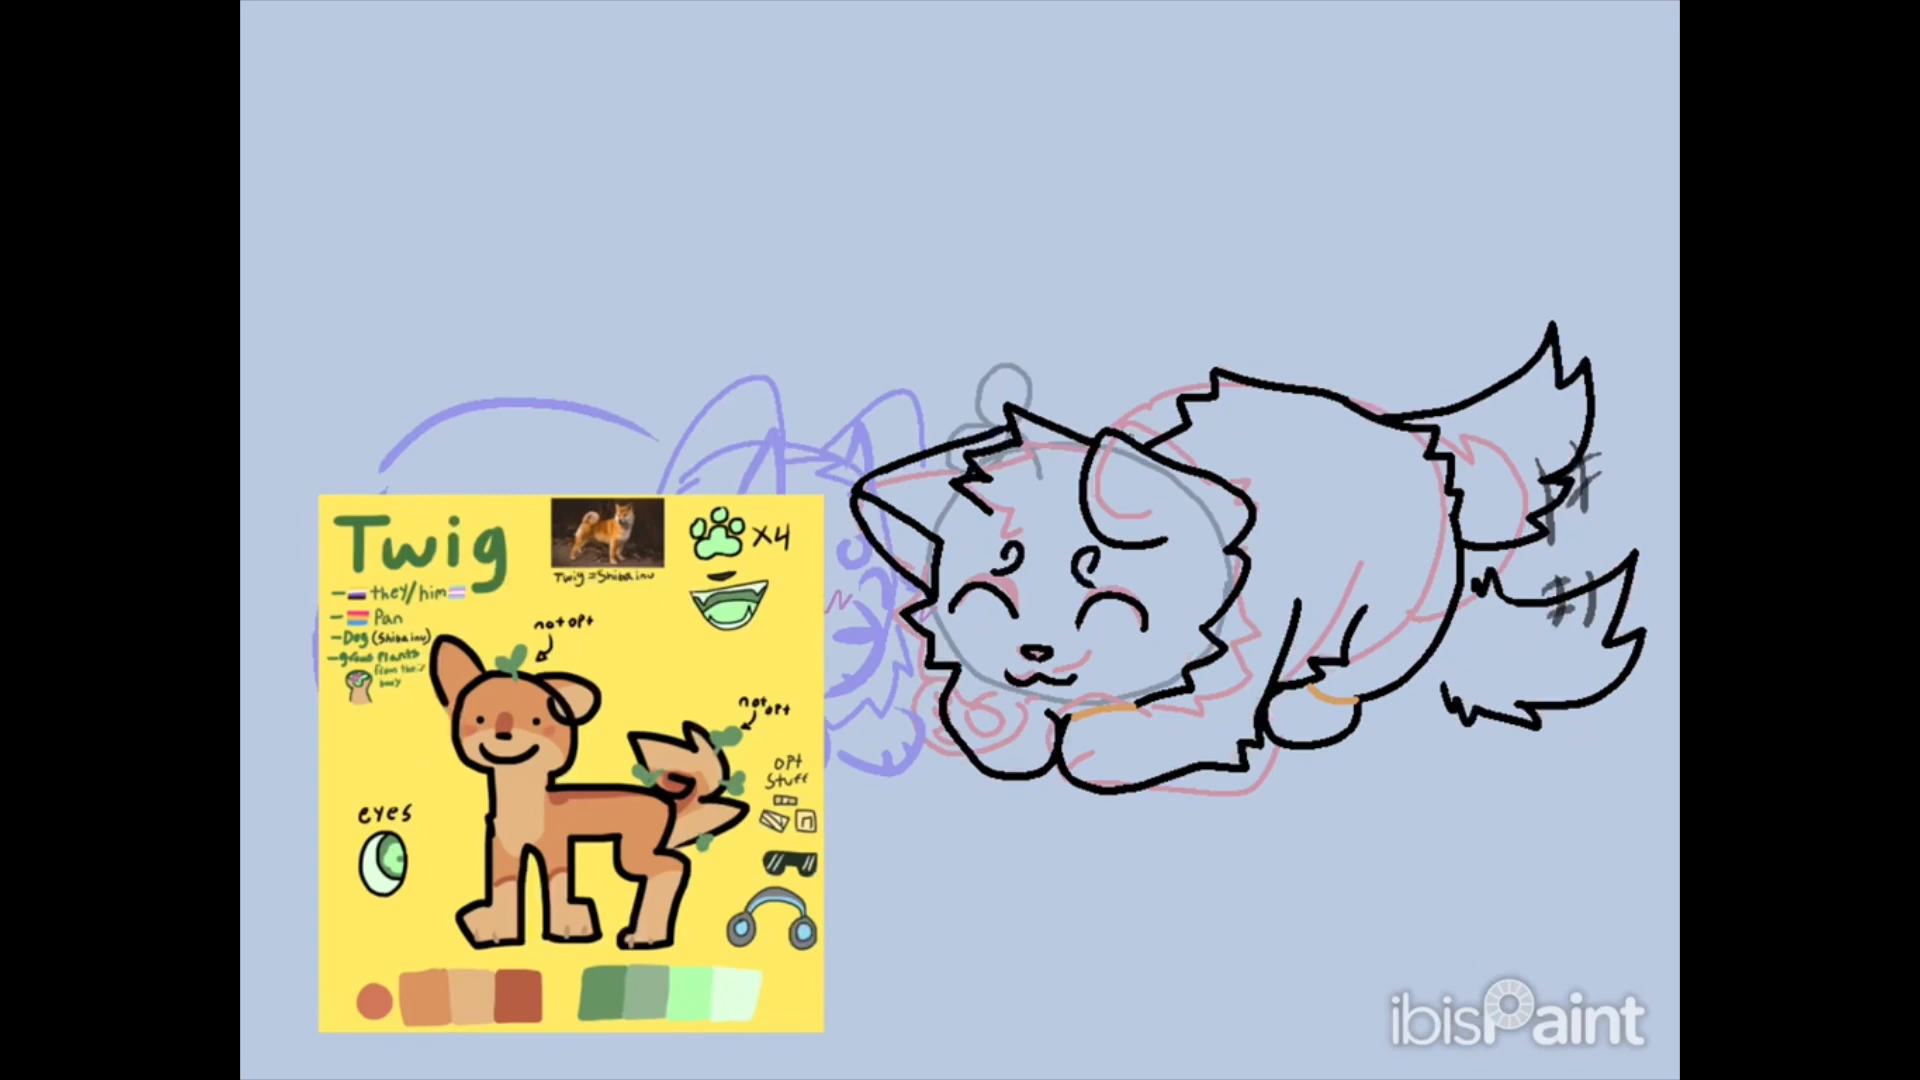 Twig
Twig = Shiba inu
x4
- they/him
- Pan
- Dog (Shiba inu)
- grows Plants
from their
body
not opt
not
opt
opt
stuff
eyes
ibisPaint